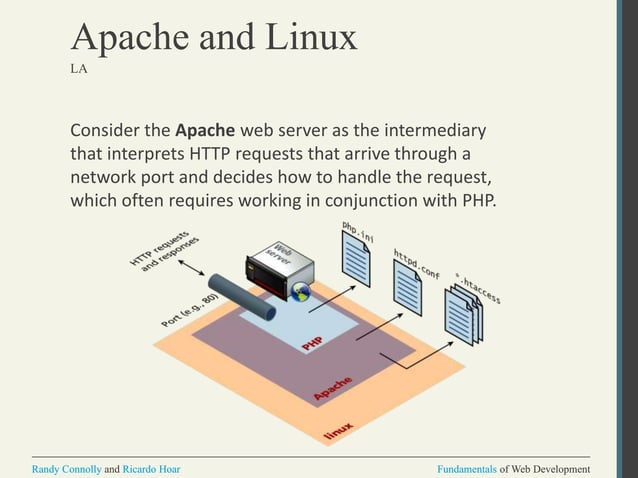 Apache and Linux
LA
Consider the Apache web server as the intermediary
that interprets HTTP requests that arrive through a
network port and decides how to handle the request,
which often requires working in conjunction with PHP.
HTTP requests
and responses
Port (e.g., 80)
Web
server
php.ini
httpd.conf
*.htaccess
PHP
Apache
linux
Randy Connolly and Ricardo Hoar
Fundamentals of Web Development